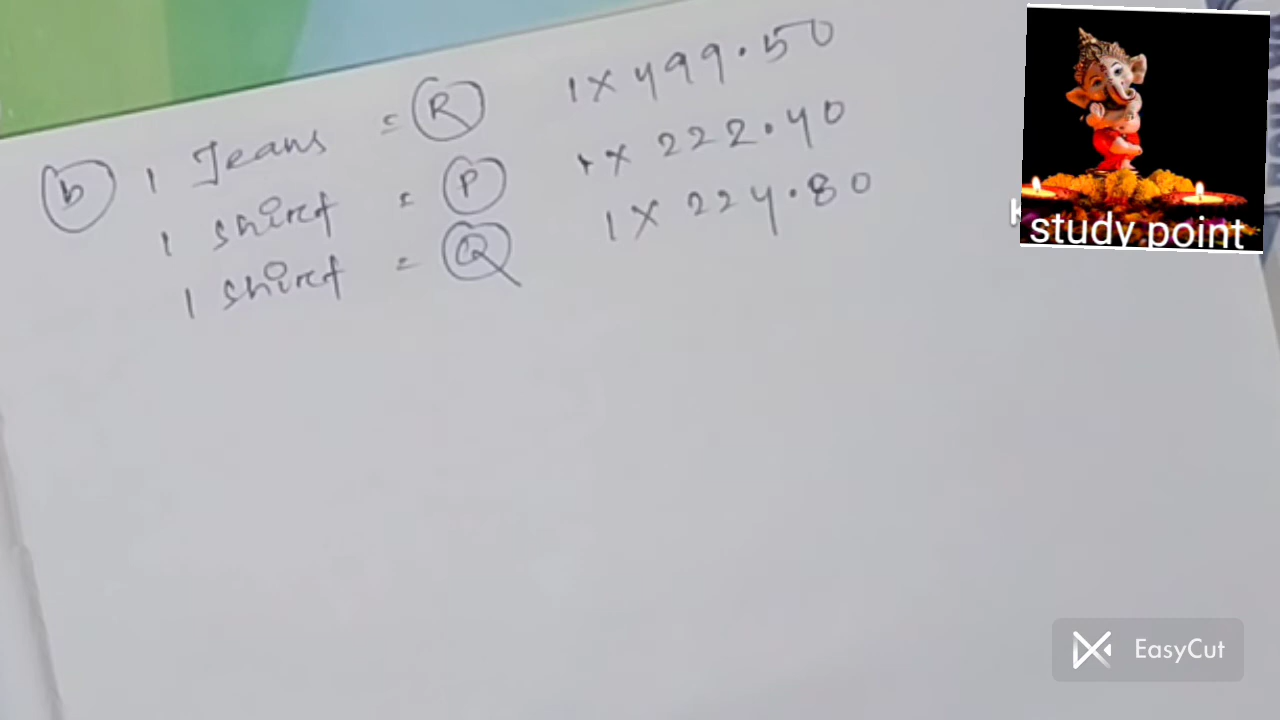 (b) 1 Jeans = (R) 1 × 499.50
1 shirt = (P) 1 × 222.40
1 shirt = (Q) 1 × 224.80
study point
EasyCut